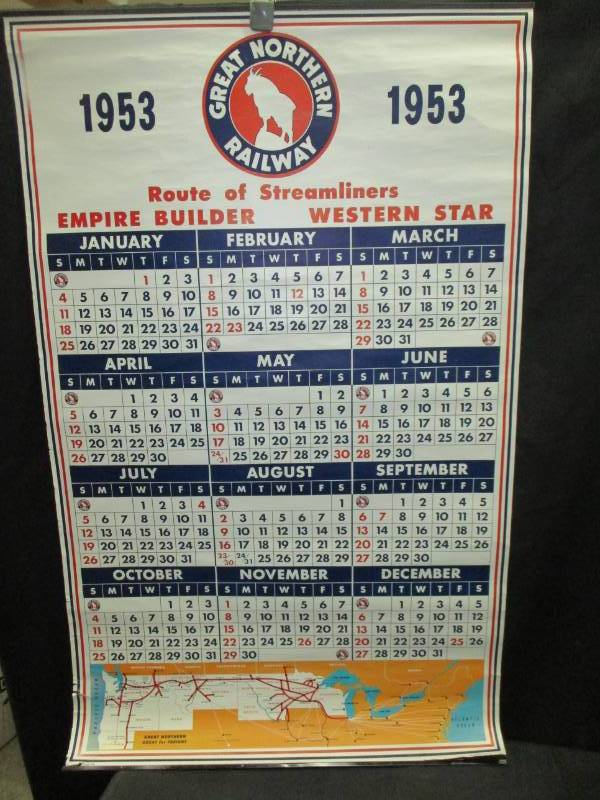 GREAT NORTHERN RAILWAY
1953 1953
Route of Streamliners
EMPIRE BUILDER WESTERN STAR
JANUARY FEBRUARY MARCH
S M T W T F S S M T W T F S S M T W T F S
1 2 3 1 2 3 4 5 6 7 1 2 3 4 5 6 7
4 5 6 7 8 9 10 8 9 10 11 12 13 14 8 9 10 11 12 13 14
11 12 13 14 15 16 17 15 16 17 18 19 20 21 15 16 17 18 19 20 21
18 19 20 21 22 23 24 22 23 24 25 26 27 28 22 23 24 25 26 27 28
25 26 27 28 29 30 31 29 30 31
APRIL MAY JUNE
S M T W T F S S M T W T F S S M T W T F S
1 2 3 4 1 2 1 2 3 4 5 6
5 6 7 8 9 10 11 3 4 5 6 7 8 9 7 8 9 10 11 12 13
12 13 14 15 16 17 18 10 11 12 13 14 15 16 14 15 16 17 18 19 20
19 20 21 22 23 24 25 17 18 19 20 21 22 23 21 22 23 24 25 26 27
26 27 28 29 30 24/31 25 26 27 28 29 30 28 29 30
JULY AUGUST SEPTEMBER
S M T W T F S S M T W T F S S M T W T F S
1 2 3 4 1 1 2 3 4 5
5 6 7 8 9 10 11 2 3 4 5 6 7 8 6 7 8 9 10 11 12
12 13 14 15 16 17 18 9 10 11 12 13 14 15 13 14 15 16 17 18 19
19 20 21 22 23 24 25 16 17 18 19 20 21 22 20 21 22 23 24 25 26
26 27 28 29 30 31 23/30 24/31 25 26 27 28 29 27 28 29 30
OCTOBER NOVEMBER DECEMBER
S M T W T F S S M T W T F S S M T W T F S
1 2 3 1 2 3 4 5 6 7 1 2 3 4 5
4 5 6 7 8 9 10 8 9 10 11 12 13 14 6 7 8 9 10 11 12
11 12 13 14 15 16 17 15 16 17 18 19 20 21 13 14 15 16 17 18 19
18 19 20 21 22 23 24 22 23 24 25 26 27 28 20 21 22 23 24 25 26
25 26 27 28 29 30 31 29 30 27 28 29 30 31
PACIFIC OCEAN
ATLANTIC OCEAN
GREAT NORTHERN
GREAT FOR FREIGHT